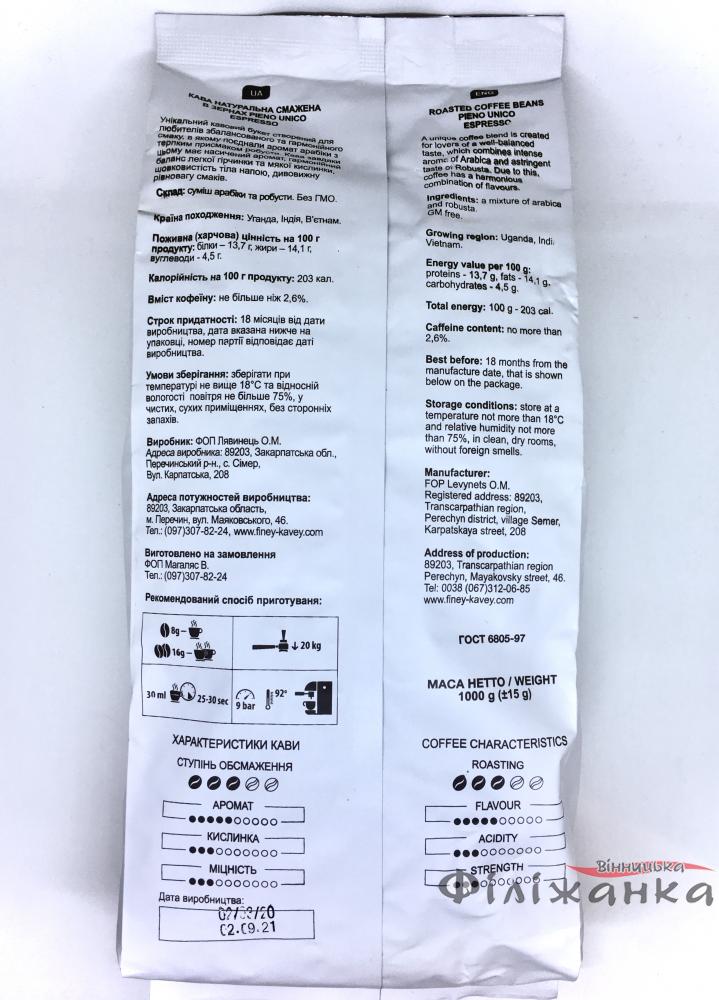 UA
КАВА НАТУРАЛЬНА СМАЖЕНА
В ЗЕРНАХ PIENO UNICO
ESPRESSO
Унікальний кавовий букет створений для
любителів збалансованого та гармонійного
смаку, в якому поєднали аромат арабіки з
терпким присмаком робусти. Кава завдяки
цьому має насичений аромат, гармонійний
баланс легкої гірчинки та мякої кислинки,
шовковистість тіла напою, дивовижну
рівновагу смаків.
Склад: суміш арабіки та робусти. Без ГМО.
Країна походження: Уганда, Індія, В'єтнам.
Поживна (харчова) цінність на 100 г
продукту: білки – 13,7 г, жири – 14,1 г,
вуглеводи - 4,5 г.
Калорійність на 100 г продукту: 203 кал.
Вміст кофеїну: не більше ніж 2,6%.
Строк придатності: 18 місяців від дати
виробництва, дата вказана нижче на
упаковці, номер партії відповідає даті
виробництва.
Умови зберігання: зберігати при
температурі не вище 18°C та відносній
вологості повітря не більше 75%, у
чистих, сухих приміщеннях, без сторонніх
запахів.
Виробник: ФОП Лявинець О.М.
Адреса виробника: 89203, Закарпатська обл.,
Перечинський р-н., с. Сімер,
Вул. Карпатська, 208
Адреса потужностей виробництва:
89203, Закарпатська область,
м. Перечин, вул. Маяковського, 46.
Тел.: (097)307-82-24, www.finey-kavey.com
Виготовлено на замовлення
ФОП Магаляс В.
Тел.: (097)307-82-24
Рекомендований спосіб приготуваня:
8g –
16g –
20 kg
30 ml
25-30 sec
9 bar
92°
ХАРАКТЕРИСТИКИ КАВИ
СТУПІНЬ ОБСМАЖЕННЯ
АРОМАТ
КИСЛИНКА
МІЦНІСТЬ
Дата виробництва:
02.09.21
ENG
ROASTED COFFEE BEANS
PIENO UNICO
ESPRESSO
A unique coffee blend is created
for lovers of a well-balanced
taste, which combines intense
aroma of Arabica and astringent
taste of Robusta. Due to this,
coffee has a harmonious
combination of flavours.
Ingredients: a mixture of arabica
and robusta.
GM free.
Growing region: Uganda, Indi
Vietnam.
Energy value per 100 g:
proteins - 13,7 g, fats - 14,1 g,
carbohydrates - 4,5 g.
Total energy: 100 g - 203 cal.
Caffeine content: no more than
2,6%.
Best before: 18 months from the
manufacture date, that is shown
below on the package.
Storage conditions: store at a
temperature not more than 18°C
and relative humidity not more
than 75%, in clean, dry rooms,
without foreign smells.
Manufacturer:
FOP Levynets O.M.
Registered address: 89203,
Transcarpathian region,
Perechyn district, village Semer,
Karpatskaya street, 208
Address of production:
89203, Transcarpathian region
Perechyn, Mayakovsky street, 46.
Tel: 0038 (067)312-06-85
www.finey-kavey.com
ГОСТ 6805-97
МАСА НЕТТО / WEIGHT
1000 g (±15 g)
COFFEE CHARACTERISTICS
ROASTING
FLAVOUR
ACIDITY
STRENGTH
Вінницька
Філіжанка